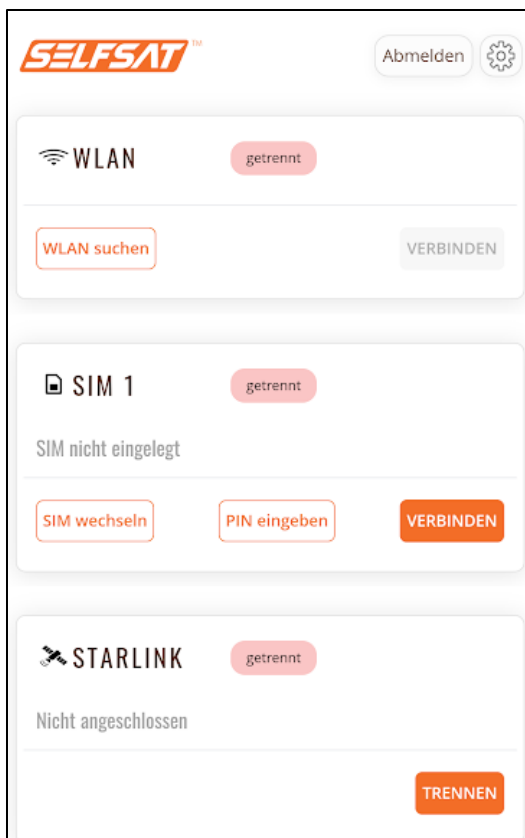 SELFSAT™
Abmelden
WLAN
getrennt
WLAN suchen
VERBINDEN
SIM 1
getrennt
SIM nicht eingelegt
SIM wechseln
PIN eingeben
VERBINDEN
STARLINK
getrennt
Nicht angeschlossen
TRENNEN